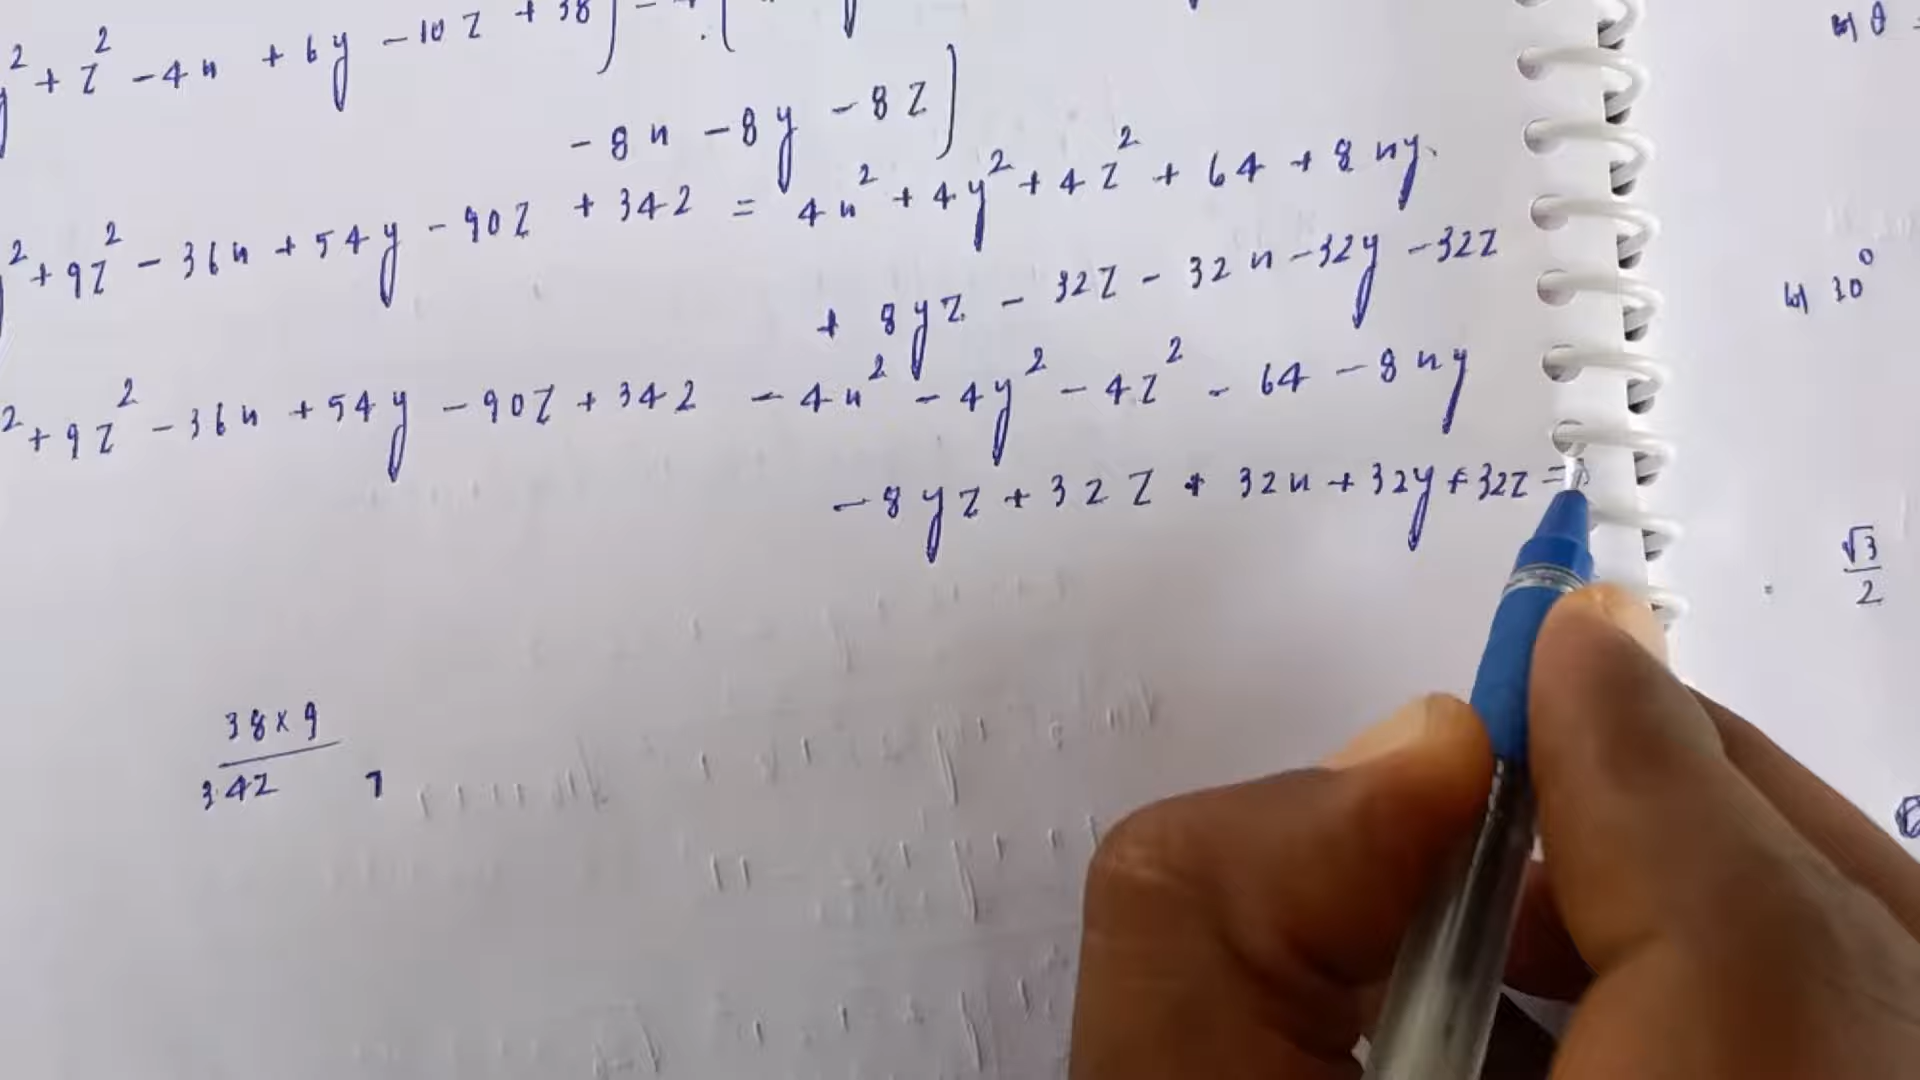 ² + z² - 4x + 6y - 10z + 38]
- 8x - 8y - 8z]
² + 9z² - 36x + 54y - 90z + 342 = 4x² + 4y² + 4z² + 64 + 8xy
+ 8yz - 32z - 32x - 32y - 32z
² + 9z² - 36x + 54y - 90z + 342 - 4x² - 4y² - 4z² - 64 - 8xy
- 8yz + 32z + 32x + 32y + 32z =
38 x 9
342
7
θ
30⁰
√3
2